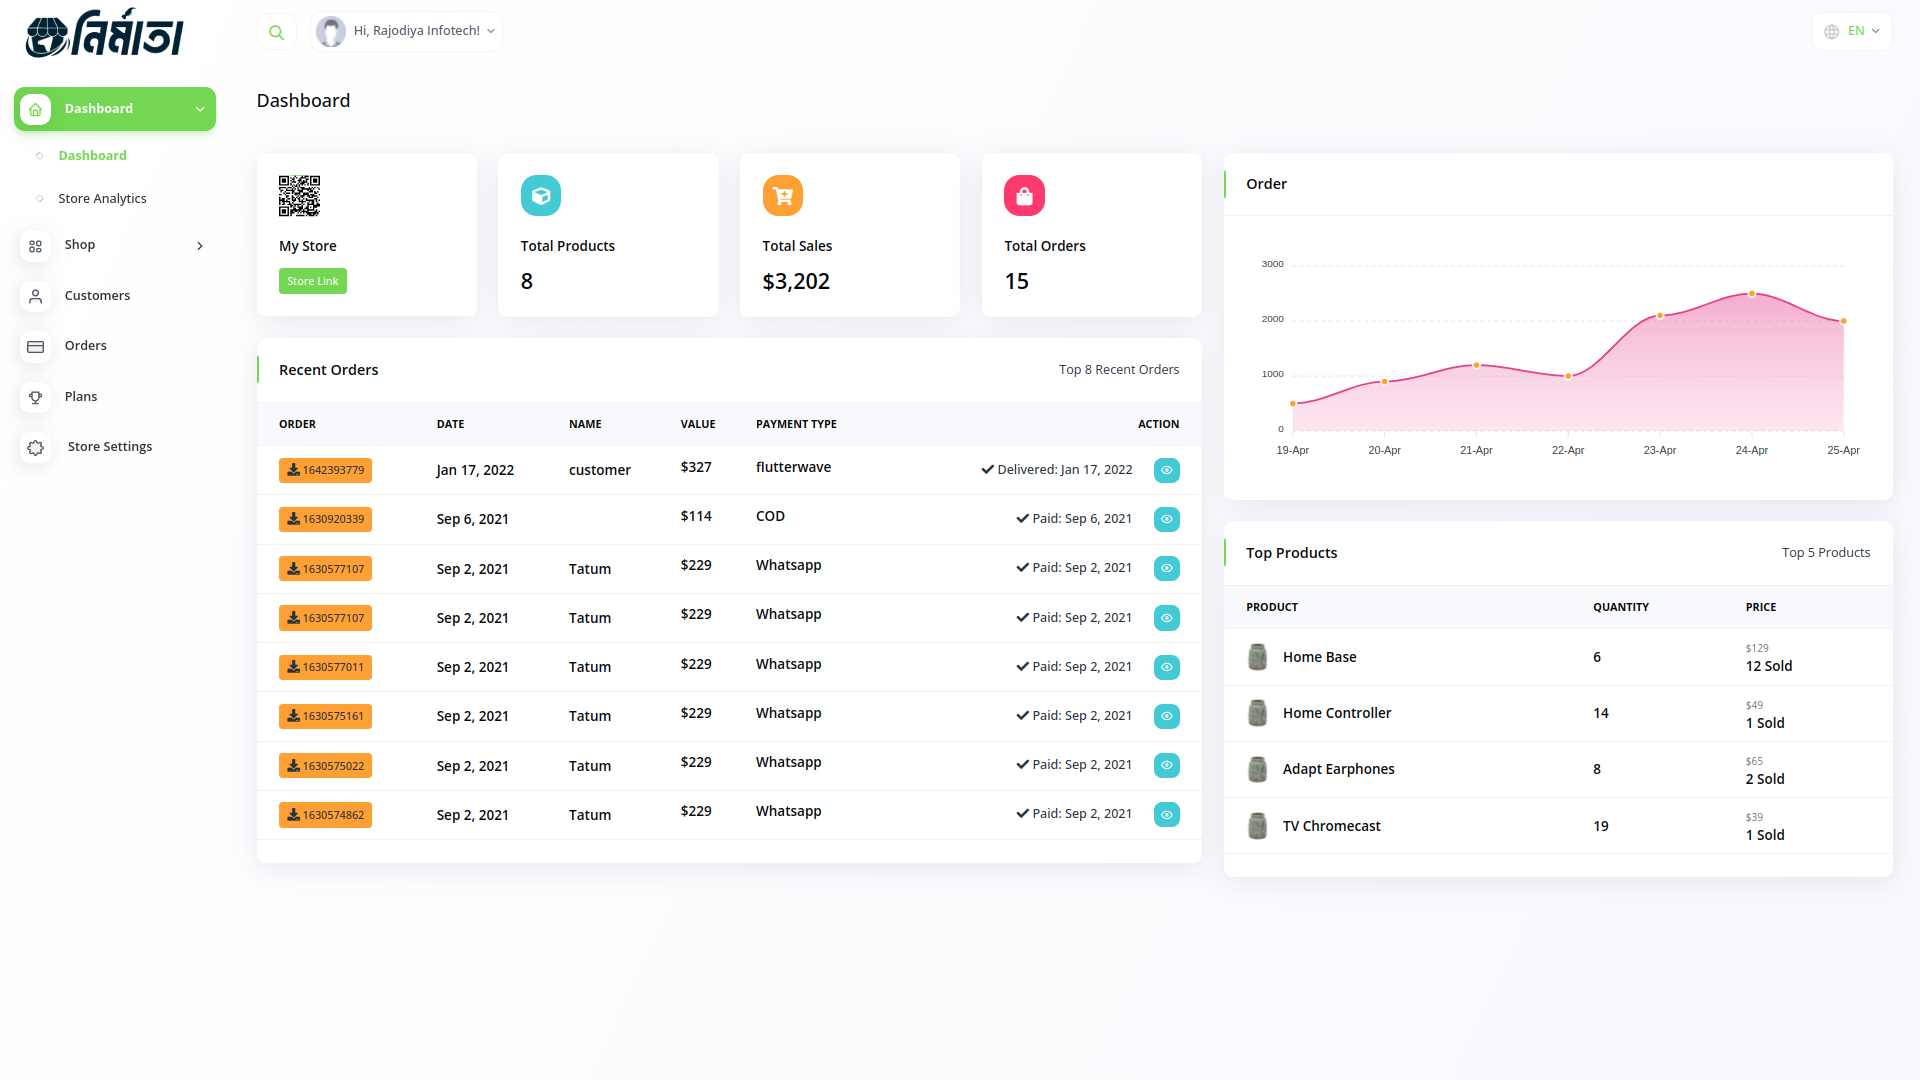 নির্মাতা
Hi, Rajodiya Infotech!
EN
Dashboard
Dashboard
Store Analytics
Shop
Customers
Orders
Plans
Store Settings
Dashboard
My Store
Store Link
Total Products
8
Total Sales
$3,202
Total Orders
15
Recent Orders
Top 8 Recent Orders
ORDER DATE NAME VALUE PAYMENT TYPE ACTION
1642393779 Jan 17, 2022 customer $327 flutterwave Delivered: Jan 17, 2022
1630920339 Sep 6, 2021 $114 COD Paid: Sep 6, 2021
1630577107 Sep 2, 2021 Tatum $229 Whatsapp Paid: Sep 2, 2021
1630577107 Sep 2, 2021 Tatum $229 Whatsapp Paid: Sep 2, 2021
1630577011 Sep 2, 2021 Tatum $229 Whatsapp Paid: Sep 2, 2021
1630575161 Sep 2, 2021 Tatum $229 Whatsapp Paid: Sep 2, 2021
1630575022 Sep 2, 2021 Tatum $229 Whatsapp Paid: Sep 2, 2021
1630574862 Sep 2, 2021 Tatum $229 Whatsapp Paid: Sep 2, 2021
Order
3000
2000
1000
0
19-Apr 20-Apr 21-Apr 22-Apr 23-Apr 24-Apr 25-Apr
Top Products
Top 5 Products
PRODUCT QUANTITY PRICE
Home Base 6 $129
12 Sold
Home Controller 14 $49
1 Sold
Adapt Earphones 8 $65
2 Sold
TV Chromecast 19 $39
1 Sold